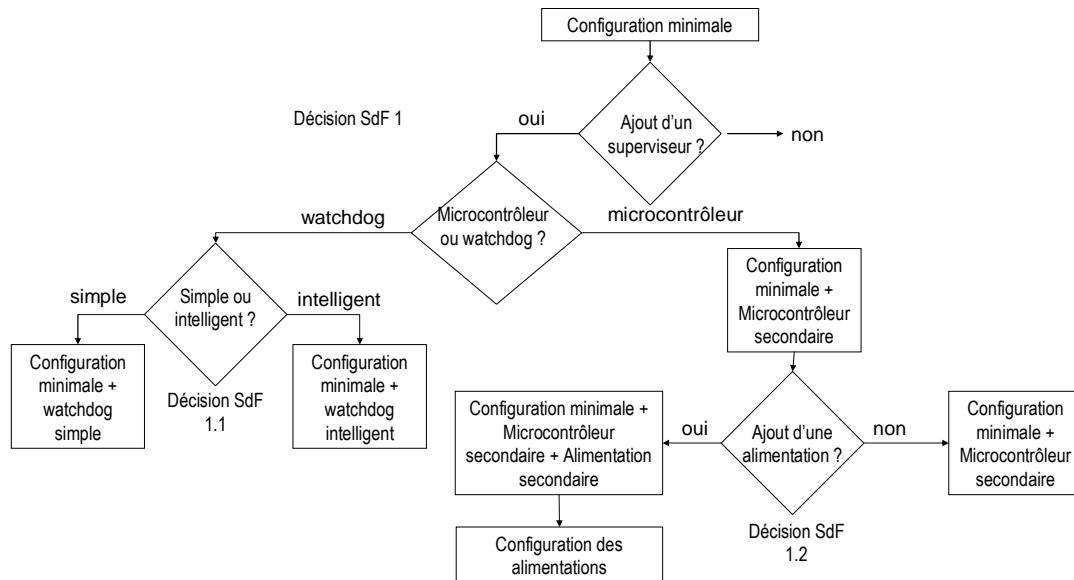 Configuration minimale
Décision SdF 1
oui
Ajout d'un
superviseur ?
non
watchdog
Microcontrôleur
ou watchdog ?
microcontrôleur
simple
Simple ou
intelligent ?
intelligent
Configuration
minimale +
Microcontrôleur
secondaire
Configuration
minimale +
watchdog
simple
Décision SdF
1.1
Configuration
minimale +
watchdog
intelligent
Configuration minimale +
Microcontrôleur
secondaire + Alimentation
secondaire
oui
Ajout d'une
alimentation ?
non
Configuration
minimale +
Microcontrôleur
secondaire
Configuration des
alimentations
Décision SdF
1.2